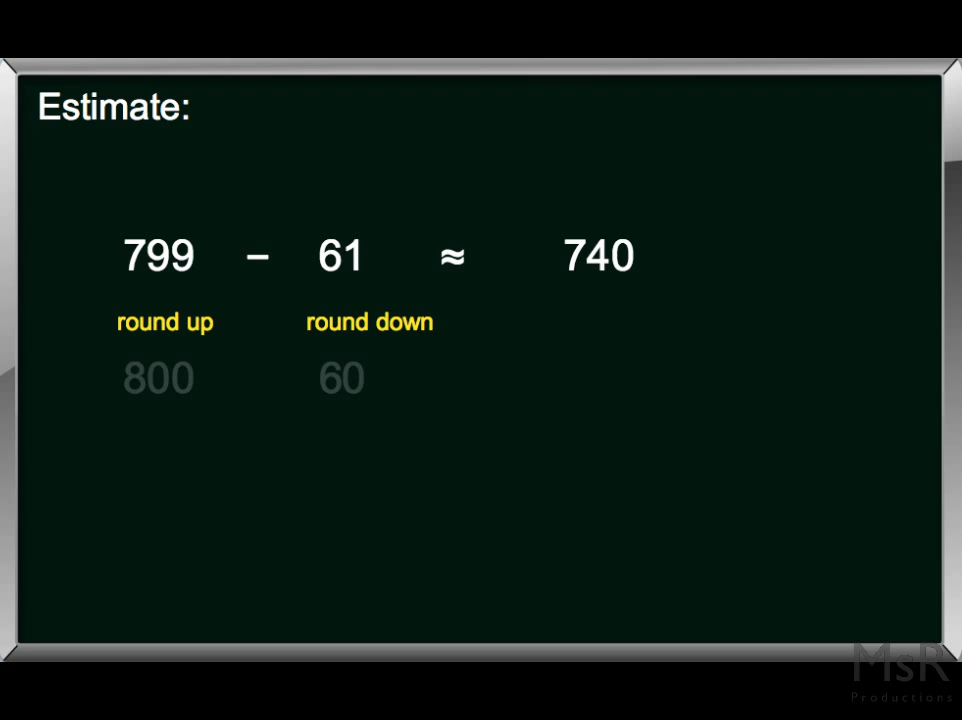 Estimate:
799 – 61 ≈ 740
round up round down
800 60
MsR
Productions